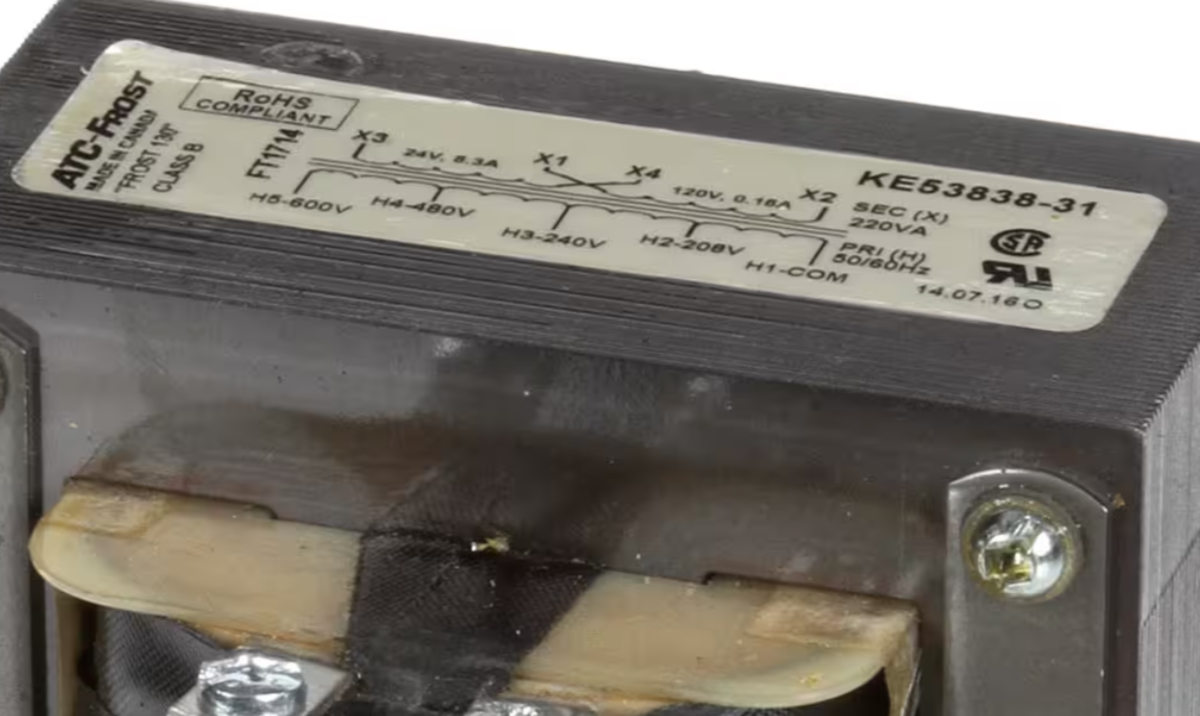 ATC-FROST
MADE IN CANADA
"FROST 130"
CLASS B
RoHS
COMPLIANT
FT1714
X3
24V, 8.3A
X1
X4
120V, 0.16A
X2
H5-600V
H4-480V
H3-240V
H2-208V
H1-COM
KE53838-31
SEC (X)
220VA
PRI (H)
50/60Hz
SP
RU
14.07.16